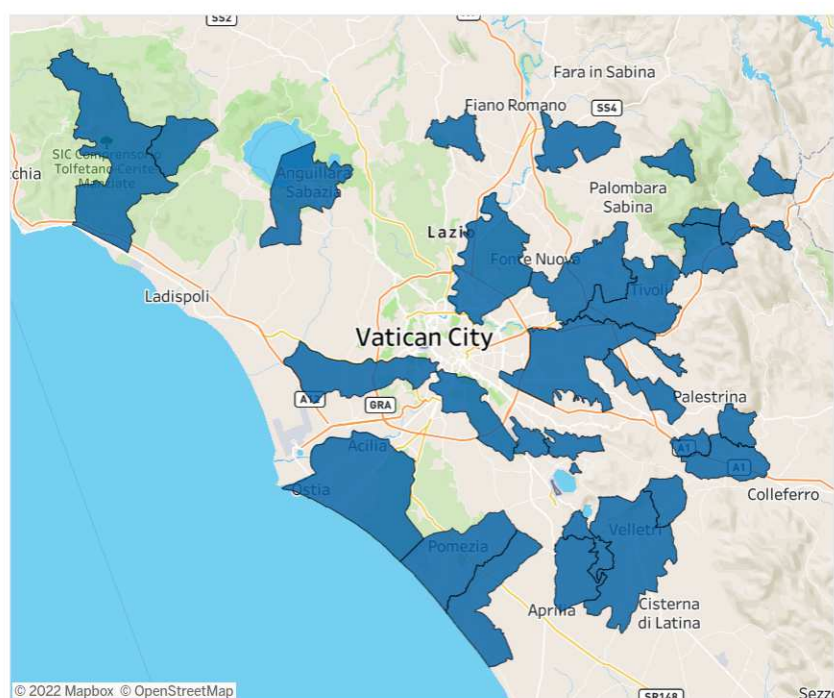 SS2
Fara in Sabina
Fiano Romano
SS4
SIC Comprensorio
Tolfetano-Cerite-
Manziate
chia
Anguillara
Sabazia
Palombara
Sabina
Lazio
Fonte Nuova
Tivoli
Ladispoli
Vatican City
A12
GRA
Palestrina
Acilia
A1
A1
Colleferro
Ostia
Velletri
Pomezia
Aprilia
Cisterna
di Latina
© 2022 Mapbox © OpenStreetMap
SR148
Sezze